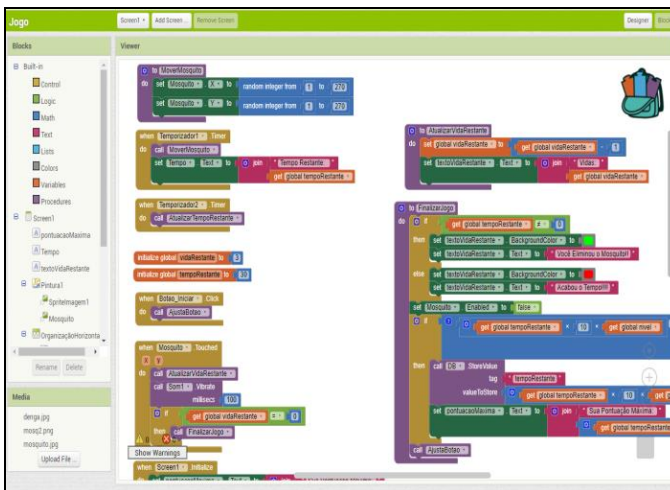 Jogo
Screen1
Add Screen ...
Remove Screen
Designer
Blocks
Viewer
Built-in
Control
Logic
Math
Text
Lists
Colors
Variables
Procedures
Screen1
pontuacaoMaxima
Tempo
textoVidaRestante
Pintura1
SpriteImagem1
Mosquito
OrganizaçãoHorizonta
Rename Delete
Media
denga.jpg
mosq2.png
mosquito.jpg
Upload File ...
to MoverMosquito
do set Mosquito . X to random integer from 1 to 270
set Mosquito . Y to random integer from 1 to 270
when Temporizador1 .Timer
do call MoverMosquito
set Tempo . Text to join " Tempo Restante: "
get global tempoRestante
when Temporizador2 .Timer
do call AtualizarTempoRestante
initialize global vidaRestante to 3
initialize global tempoRestante to 30
when Botao_Iniciar .Click
do call AjustaBotao
when Mosquito .Touched
x y
do call AtualizarVidaRestante
call Som1 .Vibrate
millisecs 100
if get global vidaRestante = 0
then call FinalizarJogo
Show Warnings
when Screen1 .Initialize
to AtualizarVidaRestante
do set global vidaRestante to get global vidaRestante - 1
set textoVidaRestante . Text to join " Vidas: "
get global vidaRestante
to FinalizarJogo
do if get global tempoRestante ≠ 0
then set textoVidaRestante . BackgroundColor to
set textoVidaRestante . Text to " Você Eliminou o Mosquito!! "
else set textoVidaRestante . BackgroundColor to
set textoVidaRestante . Text to " Acabou o Tempo!!!! "
set Mosquito . Enabled to false
if get global tempoRestante × 10 × get global nivel
then call DB .StoreValue
tag " tempoRestante "
valueToStore get global tempoRestante × 10 × get
set pontuacaoMaxima . Text to join " Sua Pontuação Máxima:
get global tempoRestante
call AjustaBotao